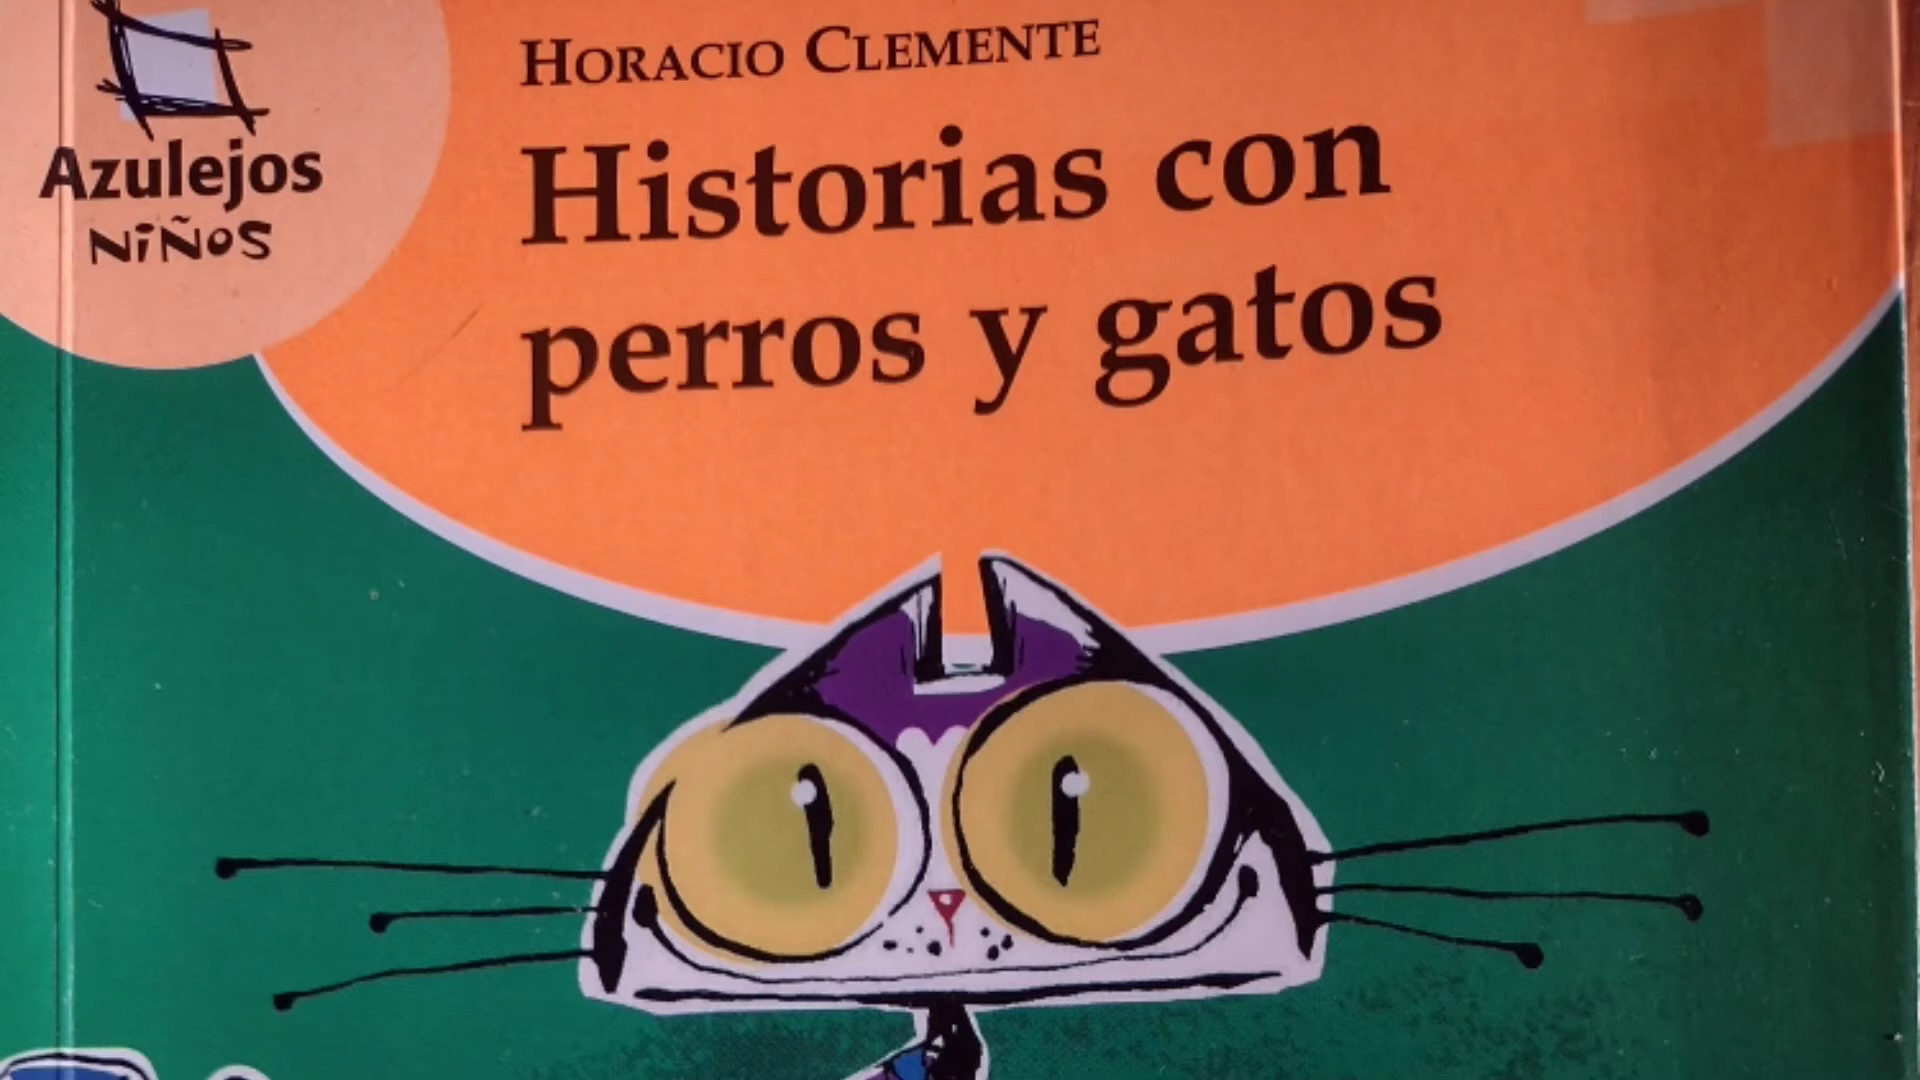 Azulejos
NiÑoS
HORACIO CLEMENTE
Historias con
perros y gatos